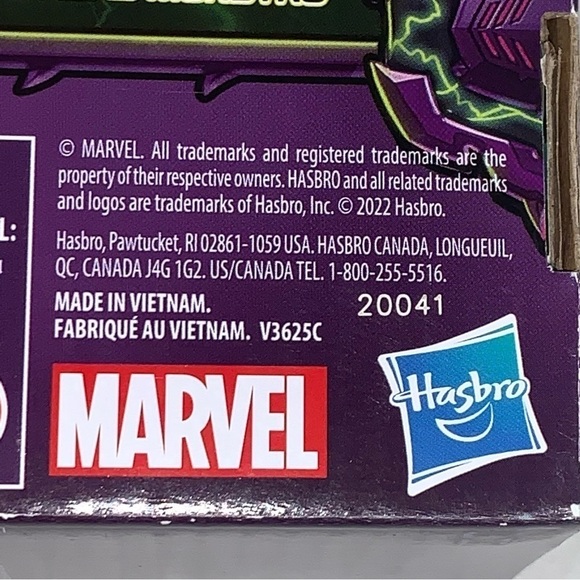 L:
© MARVEL. All trademarks and registered trademarks are the
property of their respective owners. HASBRO and all related trademarks
and logos are trademarks of Hasbro, Inc. © 2022 Hasbro.
Hasbro, Pawtucket, RI 02861-1059 USA. HASBRO CANADA, LONGUEUIL,
QC, CANADA J4G 1G2. US/CANADA TEL. 1-800-255-5516.
MADE IN VIETNAM. 20041
FABRIQUÉ AU VIETNAM. V3625C
MARVEL
Hasbro